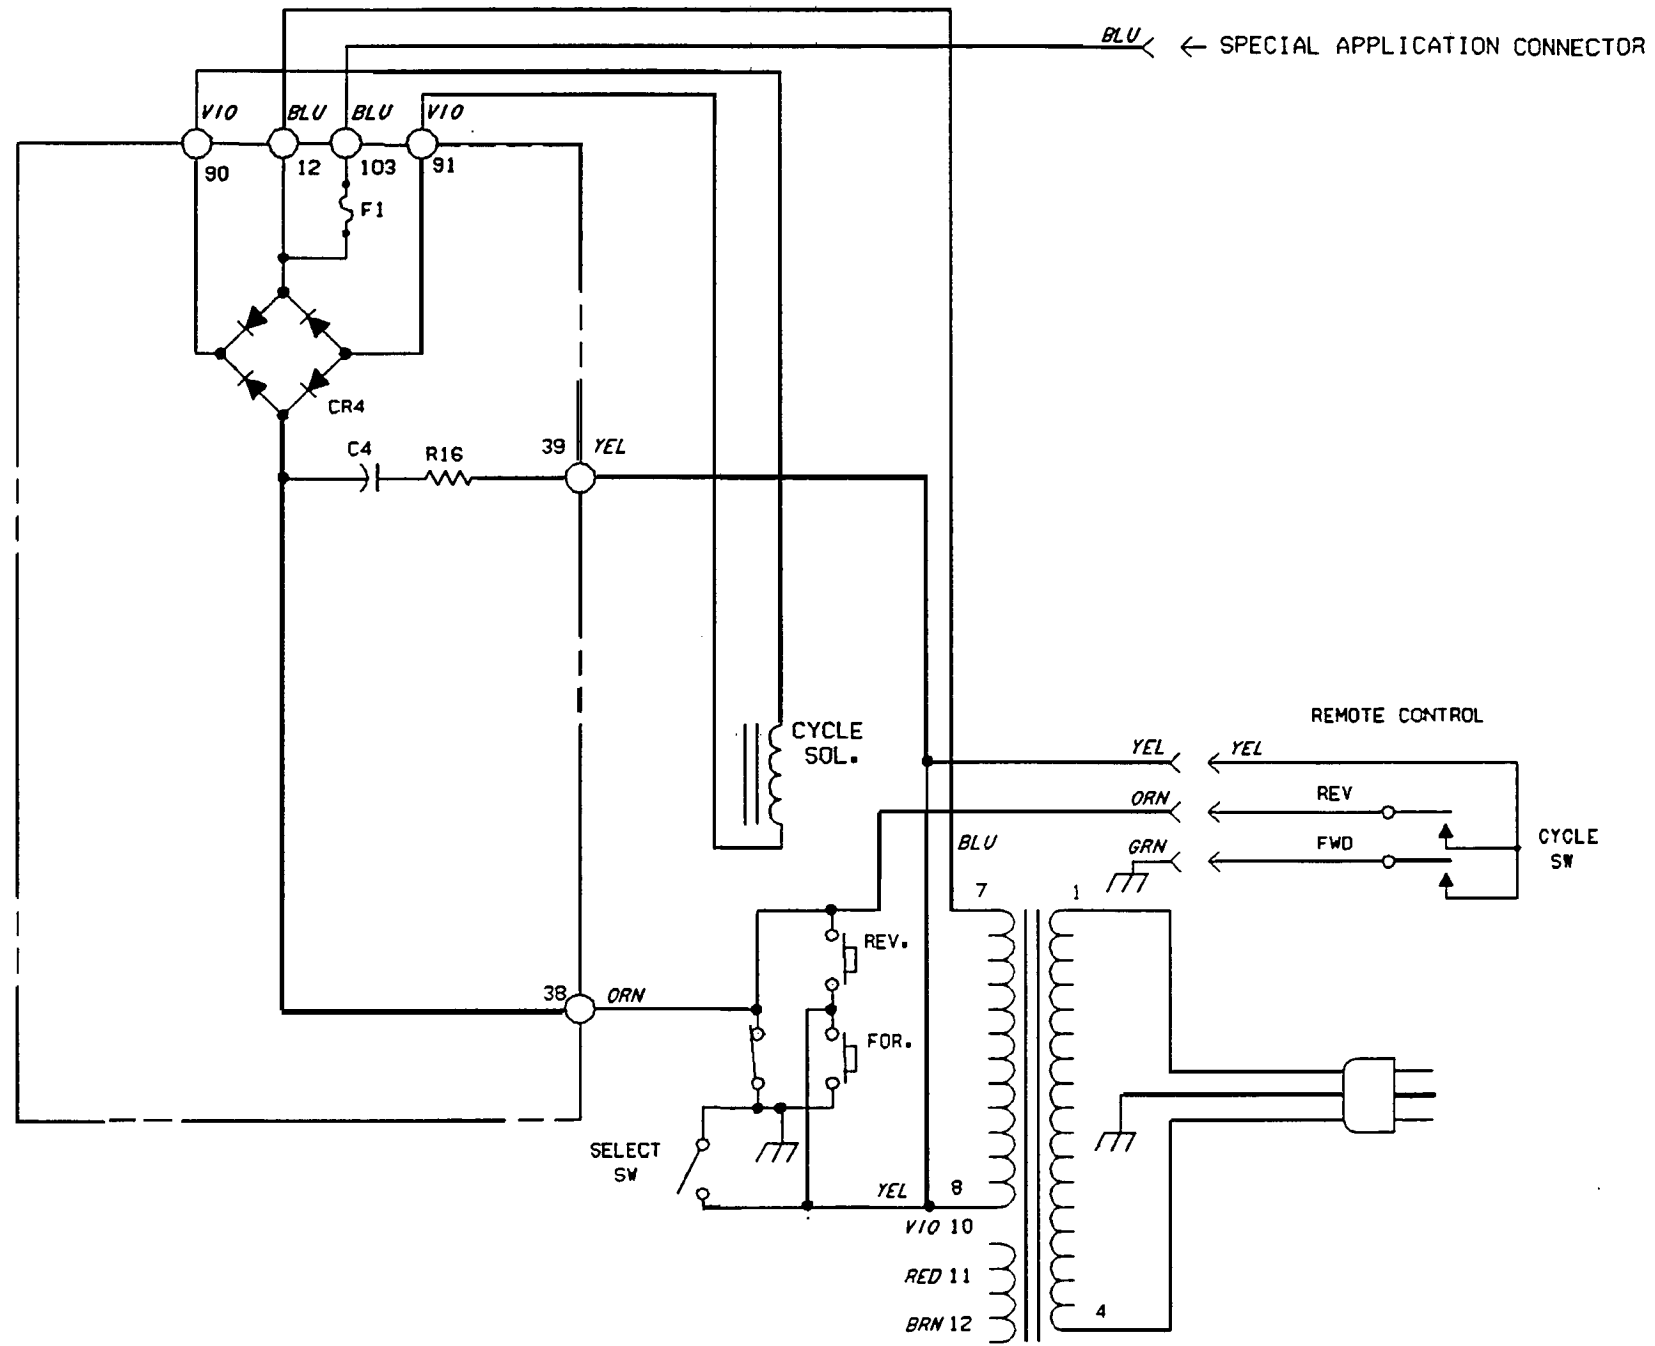 BLU
SPECIAL APPLICATION CONNECTOR
VIO
BLU
BLU
VIO
90
12
103
91
F1
CR4
C4
R16
39
YEL
CYCLE
SOL.
REMOTE CONTROL
YEL
YEL
ORN
REV
BLU
GRN
FWD
CYCLE
SW
7
1
REV.
38
ORN
FOR.
SELECT
SW
YEL
8
VIO 10
RED 11
BRN 12
4